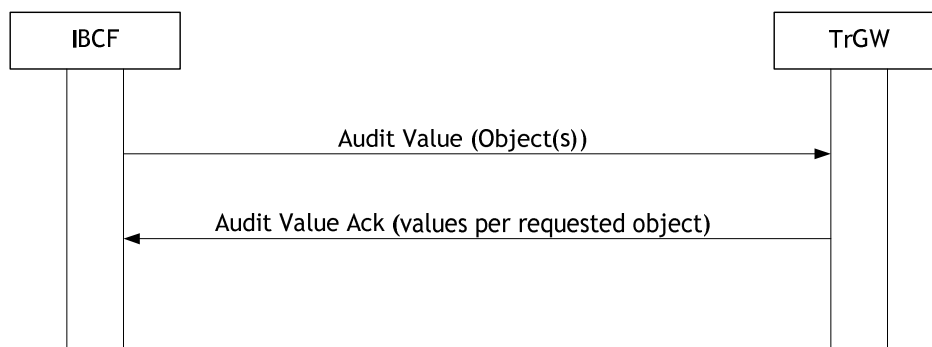 IBCF
TrGW
Audit Value (Object(s))
Audit Value Ack (values per requested object)